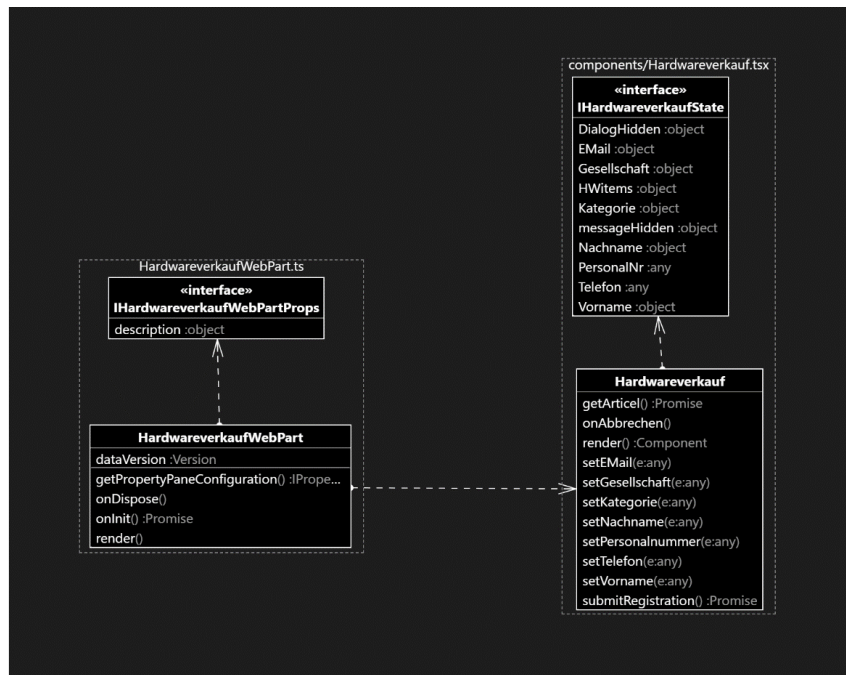 HardwareverkaufWebPart.ts
«interface»
IHardwareverkaufWebPartProps
description :object
HardwareverkaufWebPart
dataVersion :Version
getPropertyPaneConfiguration() :IPrope...
onDispose()
onInit() :Promise
render()
components/Hardwareverkauf.tsx
«interface»
IHardwareverkaufState
DialogHidden :object
EMail :object
Gesellschaft :object
HWitems :object
Kategorie :object
messageHidden :object
Nachname :object
PersonalNr :any
Telefon :any
Vorname :object
Hardwareverkauf
getArticel() :Promise
onAbbrechen()
render() :Component
setEMail(e:any)
setGesellschaft(e:any)
setKategorie(e:any)
setNachname(e:any)
setPersonalnummer(e:any)
setTelefon(e:any)
setVorname(e:any)
submitRegistration() :Promise